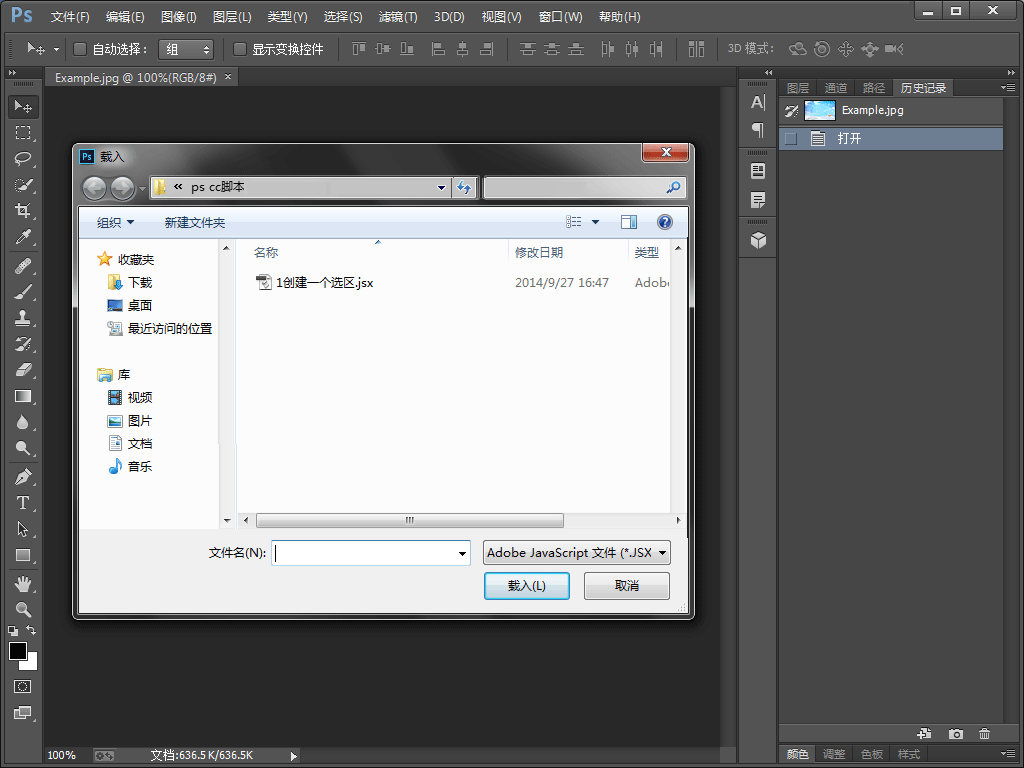 Ps 文件(F) 编辑(E) 图像(I) 图层(L) 类型(Y) 选择(S) 滤镜(T) 3D(D) 视图(V) 窗口(W) 帮助(H)
自动选择： 组 显示变换控件 3D 模式：
Example.jpg @ 100%(RGB/8#) ×
图层 通道 路径 历史记录
Example.jpg
打开
Ps 载入
« ps cc脚本
组织 新建文件夹
名称 修改日期 类型
1创建一个选区.jsx 2014/9/27 16:47 Adobe
收藏夹
下载
桌面
最近访问的位置
库
视频
图片
文档
音乐
文件名(N): Adobe JavaScript 文件 (*.JSX
载入(L) 取消
100% 文档:636.5K/636.5K
颜色 调整 色板 样式